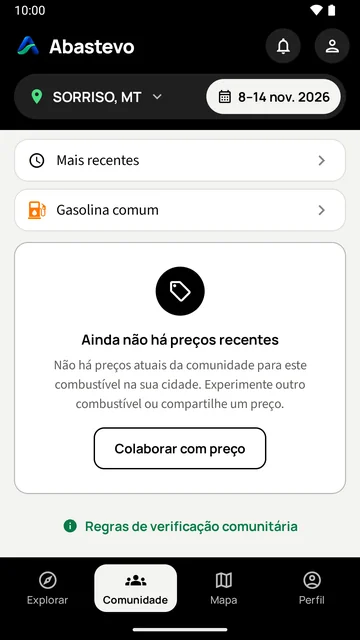 10:00
Abastevo
SORRISO, MT
8–14 nov. 2026
Mais recentes
Gasolina comum
Ainda não há preços recentes
Não há preços atuais da comunidade para este
combustível na sua cidade. Experimente outro
combustível ou compartilhe um preço.
Colaborar com preço
Regras de verificação comunitária
Explorar
Comunidade
Mapa
Perfil